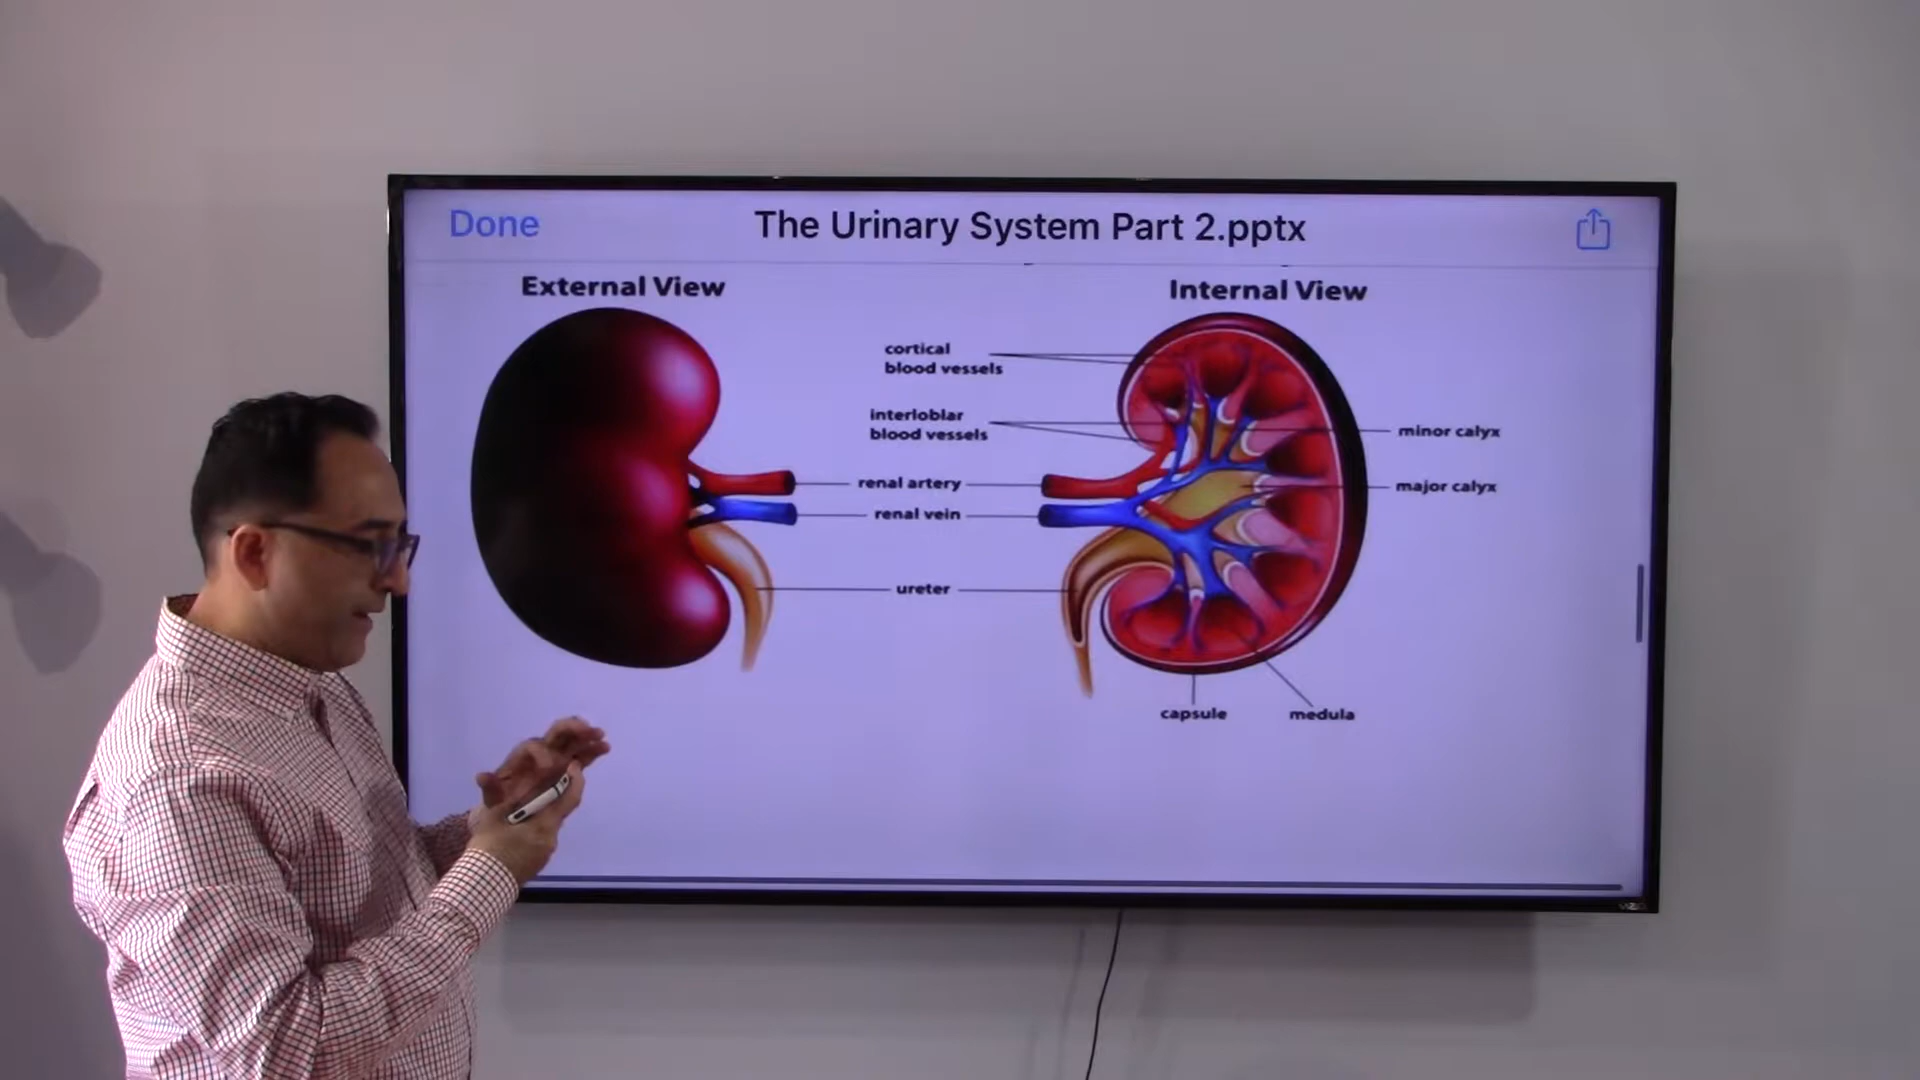 Done
The Urinary System Part 2.pptx
External View
Internal View
cortical
blood vessels
interloblar
blood vessels
minor calyx
renal artery
major calyx
renal vein
ureter
capsule
medula
VIZIO